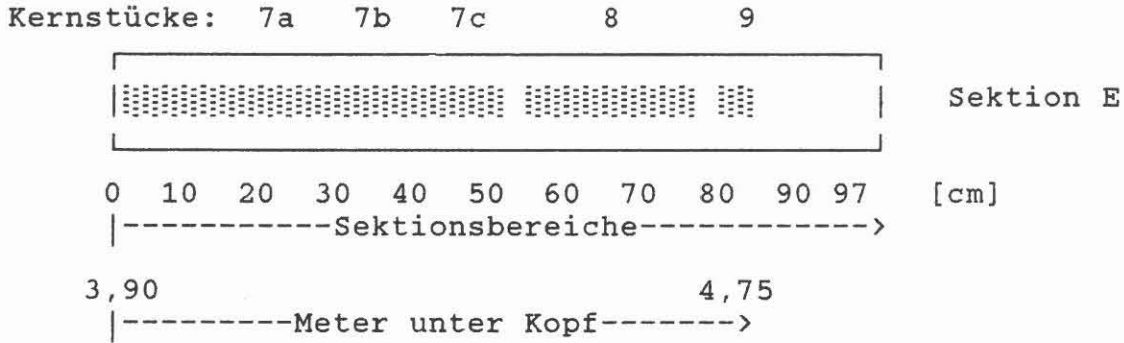 Kernstücke: 7a 7b 7c 8 9
Sektion E
0 10 20 30 40 50 60 70 80 90 97 [cm]
|-----------Sektionsbereiche------------>
3,90 4,75
|---------Meter unter Kopf------->